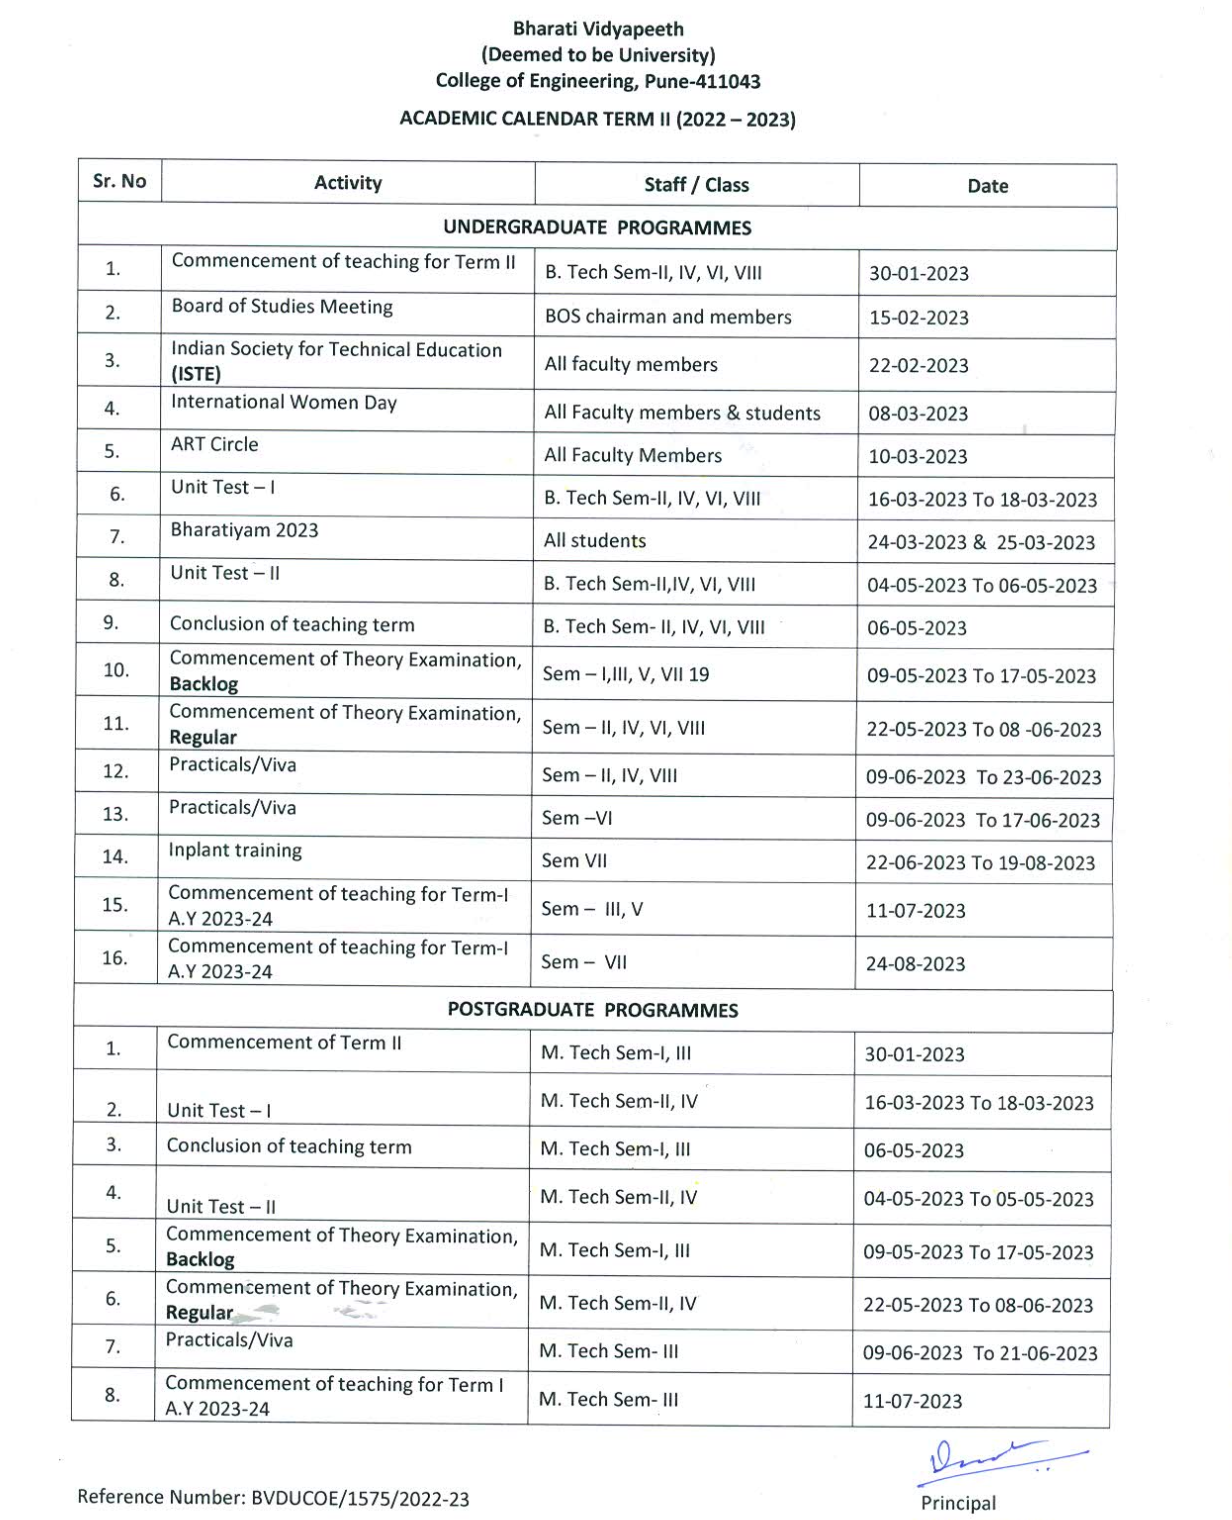 Bharati Vidyapeeth
(Deemed to be University)
College of Engineering, Pune-411043
ACADEMIC CALENDAR TERM II (2022 – 2023)
Sr. No Activity Staff / Class Date
UNDERGRADUATE PROGRAMMES
1. Commencement of teaching for Term II B. Tech Sem-II, IV, VI, VIII 30-01-2023
2. Board of Studies Meeting BOS chairman and members 15-02-2023
3. Indian Society for Technical Education
(ISTE) All faculty members 22-02-2023
4. International Women Day All Faculty members & students 08-03-2023
5. ART Circle All Faculty Members 10-03-2023
6. Unit Test – I B. Tech Sem-II, IV, VI, VIII 16-03-2023 To 18-03-2023
7. Bharatiyam 2023 All students 24-03-2023 & 25-03-2023
8. Unit Test – II B. Tech Sem-II,IV, VI, VIII 04-05-2023 To 06-05-2023
9. Conclusion of teaching term B. Tech Sem- II, IV, VI, VIII 06-05-2023
10. Commencement of Theory Examination,
Backlog Sem – I,III, V, VII 19 09-05-2023 To 17-05-2023
11. Commencement of Theory Examination,
Regular Sem – II, IV, VI, VIII 22-05-2023 To 08 -06-2023
12. Practicals/Viva Sem – II, IV, VIII 09-06-2023 To 23-06-2023
13. Practicals/Viva Sem –VI 09-06-2023 To 17-06-2023
14. Inplant training Sem VII 22-06-2023 To 19-08-2023
15. Commencement of teaching for Term-I
A.Y 2023-24 Sem – III, V 11-07-2023
16. Commencement of teaching for Term-I
A.Y 2023-24 Sem – VII 24-08-2023
POSTGRADUATE PROGRAMMES
1. Commencement of Term II M. Tech Sem-I, III 30-01-2023
2. Unit Test – I M. Tech Sem-II, IV 16-03-2023 To 18-03-2023
3. Conclusion of teaching term M. Tech Sem-I, III 06-05-2023
4. Unit Test – II M. Tech Sem-II, IV 04-05-2023 To 05-05-2023
5. Commencement of Theory Examination,
Backlog M. Tech Sem-I, III 09-05-2023 To 17-05-2023
6. Commencement of Theory Examination,
Regular M. Tech Sem-II, IV 22-05-2023 To 08-06-2023
7. Practicals/Viva M. Tech Sem- III 09-06-2023 To 21-06-2023
8. Commencement of teaching for Term I
A.Y 2023-24 M. Tech Sem- III 11-07-2023
Reference Number: BVDUCOE/1575/2022-23
Principal